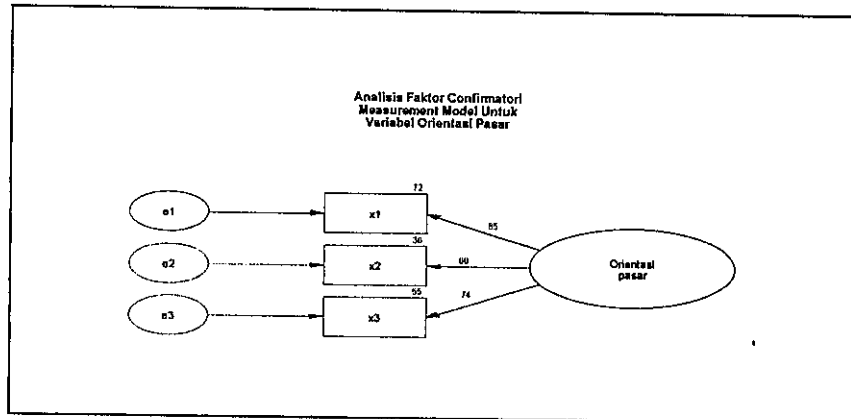 Analisis Faktor Confirmatori
Measurement Model Untuk
Variabel Orientasi Pasar
72
e1
x1
85
36
e2
x2
60
Orientasi
pasar
55
74
e3
x3